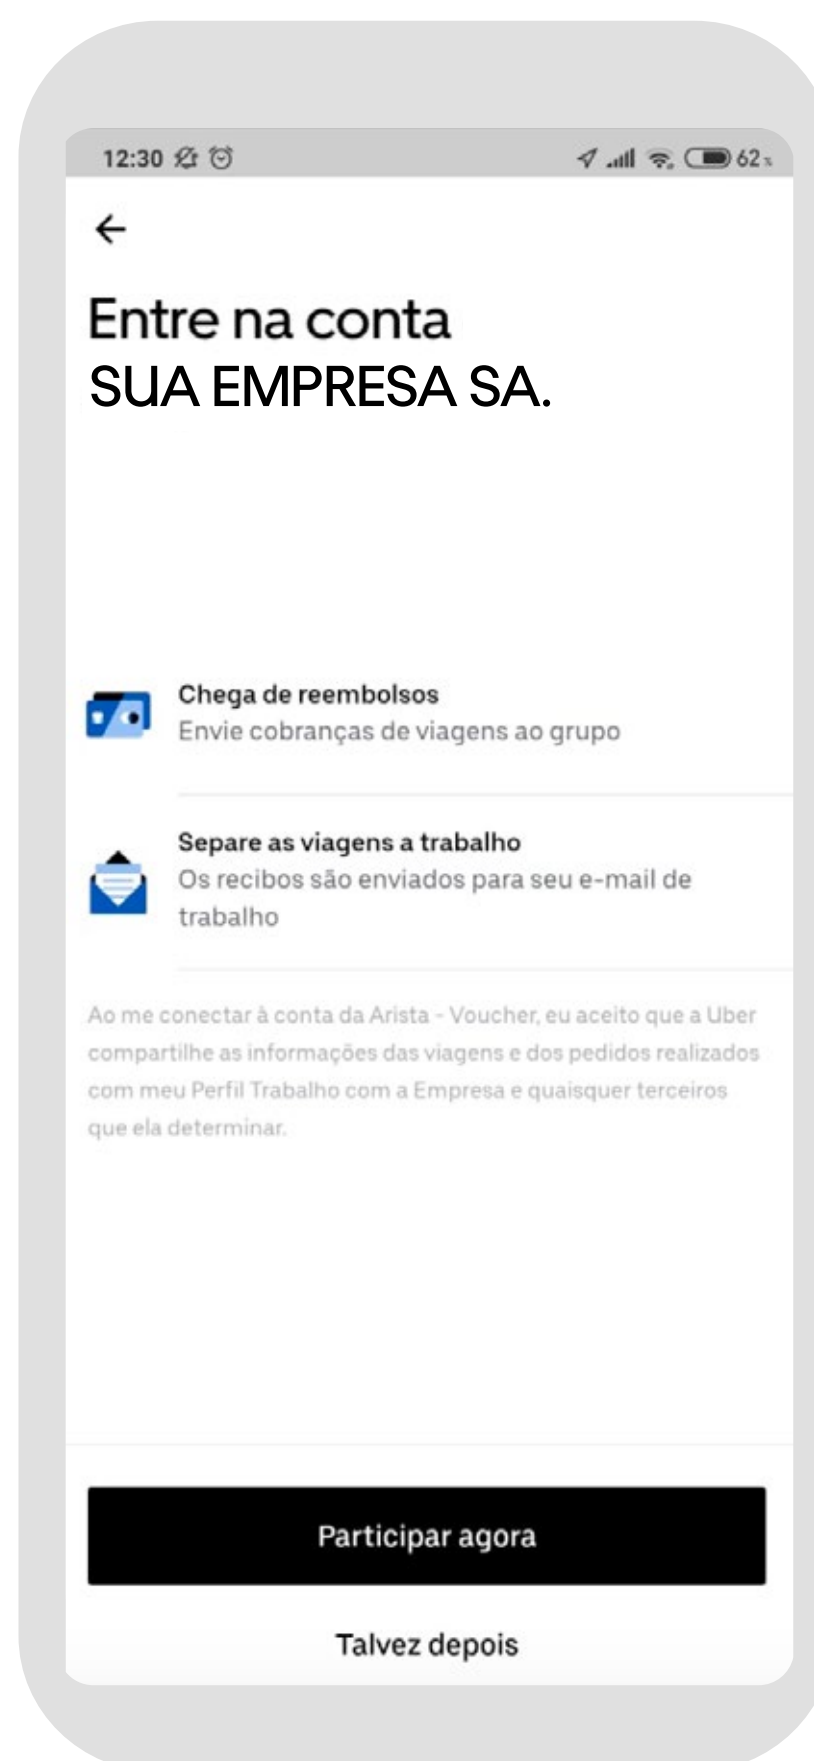 12:30
62%
Entre na conta
SUA EMPRESA SA.
Chega de reembolsos
Envie cobranças de viagens ao grupo
Separe as viagens a trabalho
Os recibos são enviados para seu e-mail de
trabalho
Ao me conectar à conta da Arista - Voucher, eu aceito que a Uber
compartilhe as informações das viagens e dos pedidos realizados
com meu Perfil Trabalho com a Empresa e quaisquer terceiros
que ela determinar.
Participar agora
Talvez depois